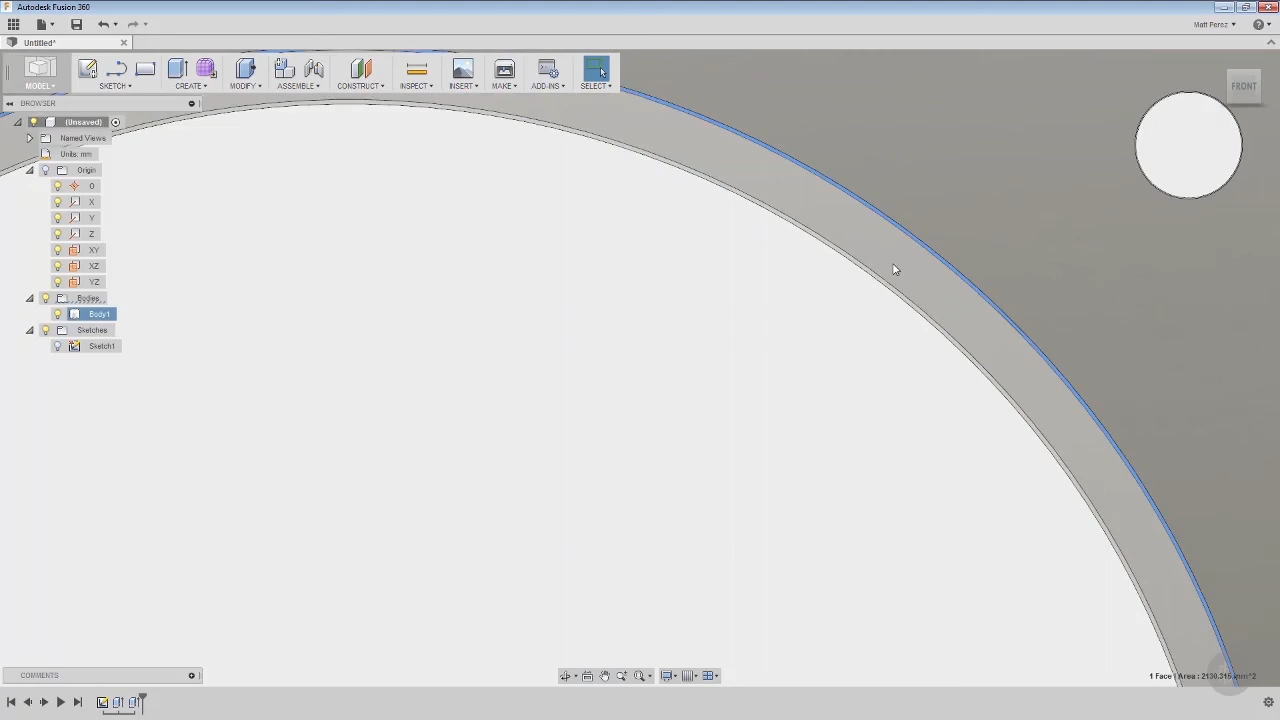 Autodesk Fusion 360
Matt Perez
Untitled*
MODEL
SKETCH
CREATE
MODIFY
ASSEMBLE
CONSTRUCT
INSPECT
INSERT
MAKE
ADD-INS
SELECT
FRONT
BROWSER
(Unsaved)
Named Views
Units: mm
Origin
O
X
Y
Z
XY
XZ
YZ
Bodies
Body1
Sketches
Sketch1
COMMENTS
1 Face | Area : 2130.315 mm^2